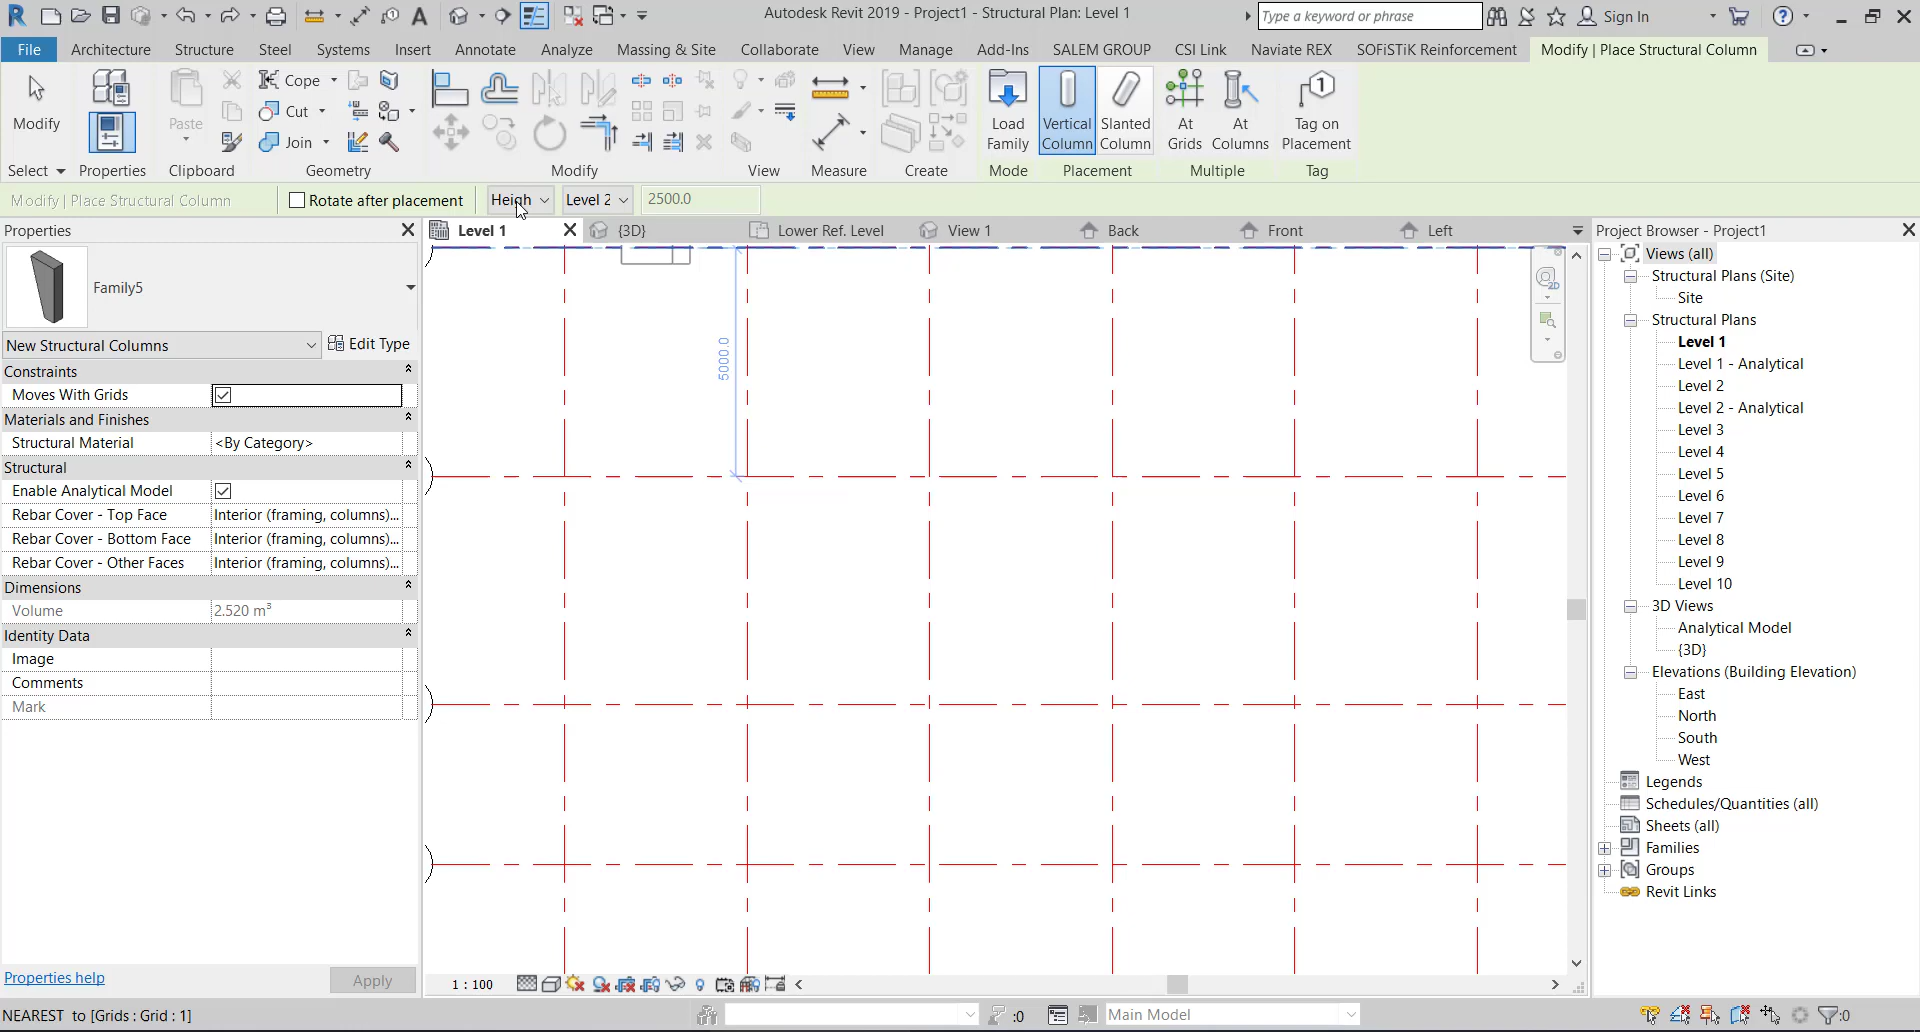 Autodesk Revit 2019 - Project1 - Structural Plan: Level 1
Type a keyword or phrase
Sign In
File Architecture Structure Steel Systems Insert Annotate Analyze Massing & Site Collaborate View Manage Add-Ins SALEM GROUP CSI Link Naviate REX SOFiSTiK Reinforcement Modify | Place Structural Column
Modify
Paste
Cope
Cut
Join
Load Family
Vertical Column
Slanted Column
At Grids
At Columns
Tag on Placement
Select Properties Clipboard Geometry Modify View Measure Create Mode Placement Multiple Tag
Modify | Place Structural Column Rotate after placement Heigh Level 2 2500.0
Properties
Level 1 {3D} Lower Ref. Level View 1 Back Front Left
Project Browser - Project1
Family5
New Structural Columns Edit Type
Constraints
Moves With Grids
Materials and Finishes
Structural Material <By Category>
Structural
Enable Analytical Model
Rebar Cover - Top Face Interior (framing, columns)...
Rebar Cover - Bottom Face Interior (framing, columns)...
Rebar Cover - Other Faces Interior (framing, columns)...
Dimensions
Volume 2.520 m³
Identity Data
Image
Comments
Mark
Properties help Apply
5000.0
2D
Views (all)
Structural Plans (Site)
Site
Structural Plans
Level 1
Level 1 - Analytical
Level 2
Level 2 - Analytical
Level 3
Level 4
Level 5
Level 6
Level 7
Level 8
Level 9
Level 10
3D Views
Analytical Model
{3D}
Elevations (Building Elevation)
East
North
South
West
Legends
Schedules/Quantities (all)
Sheets (all)
Families
Groups
Revit Links
1 : 100
NEAREST to [Grids : Grid : 1] :0 Main Model :0